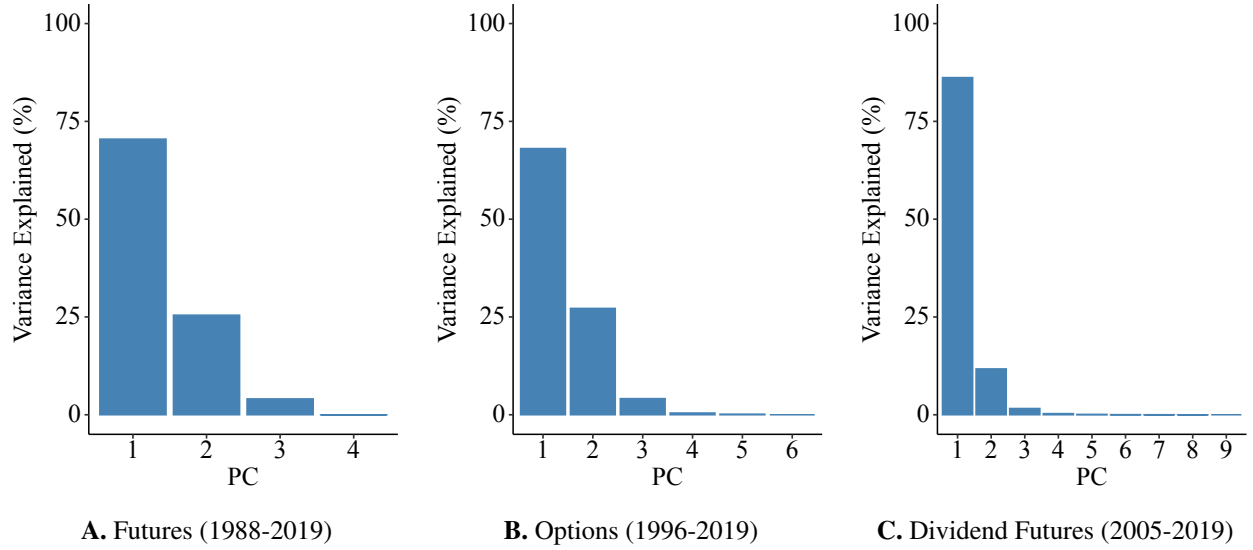 100
75
50
25
0
Variance Explained (%)
1 2 3 4
PC
A. Futures (1988-2019)
100
75
50
25
0
Variance Explained (%)
1 2 3 4 5 6
PC
B. Options (1996-2019)
100
75
50
25
0
Variance Explained (%)
1 2 3 4 5 6 7 8 9
PC
C. Dividend Futures (2005-2019)